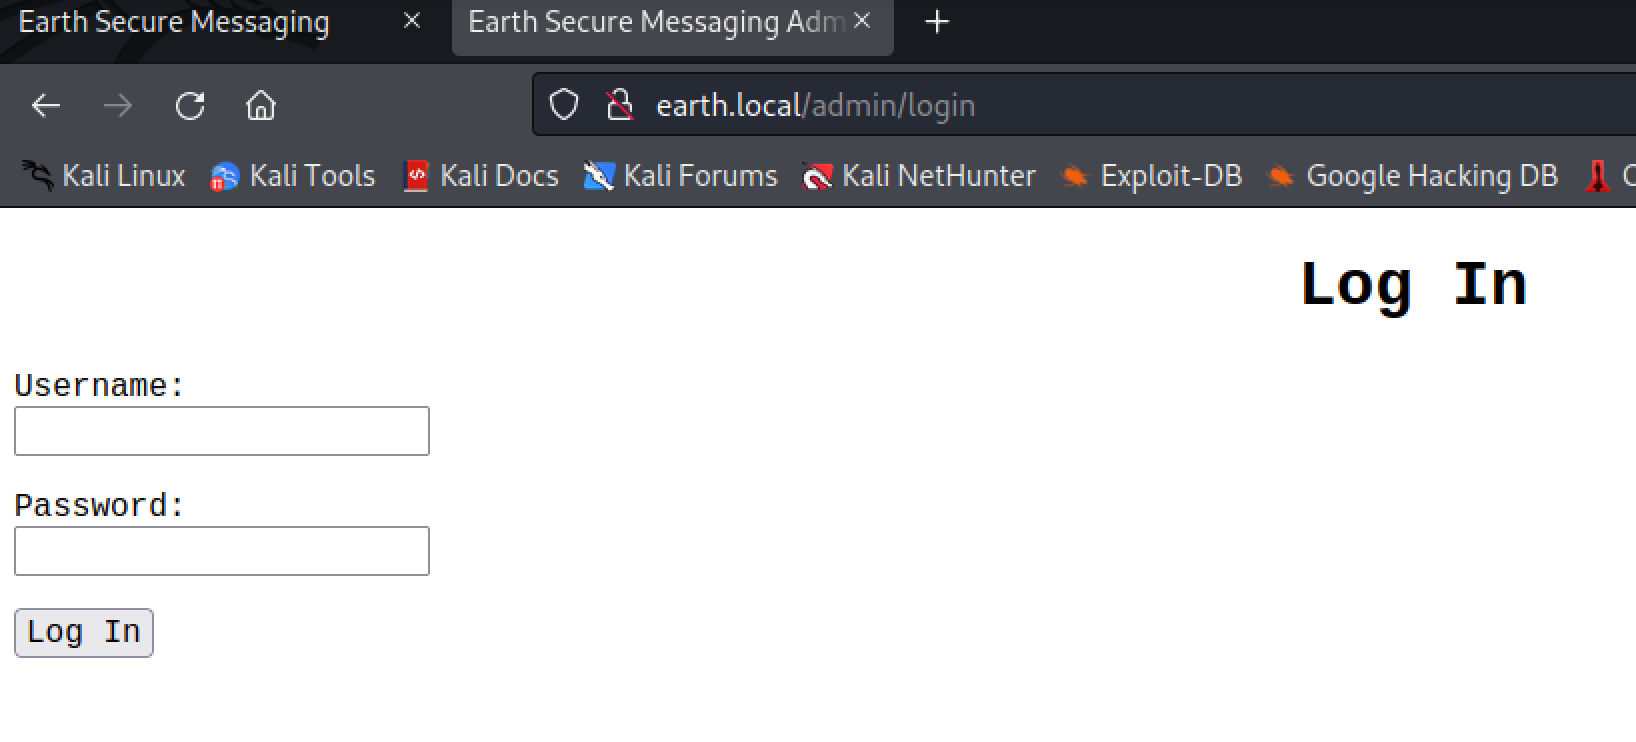 Earth Secure Messaging
Earth Secure Messaging Adm
earth.local/admin/login
Kali Linux Kali Tools Kali Docs Kali Forums Kali NetHunter Exploit-DB Google Hacking DB
Log In
Username:
Password:
Log In